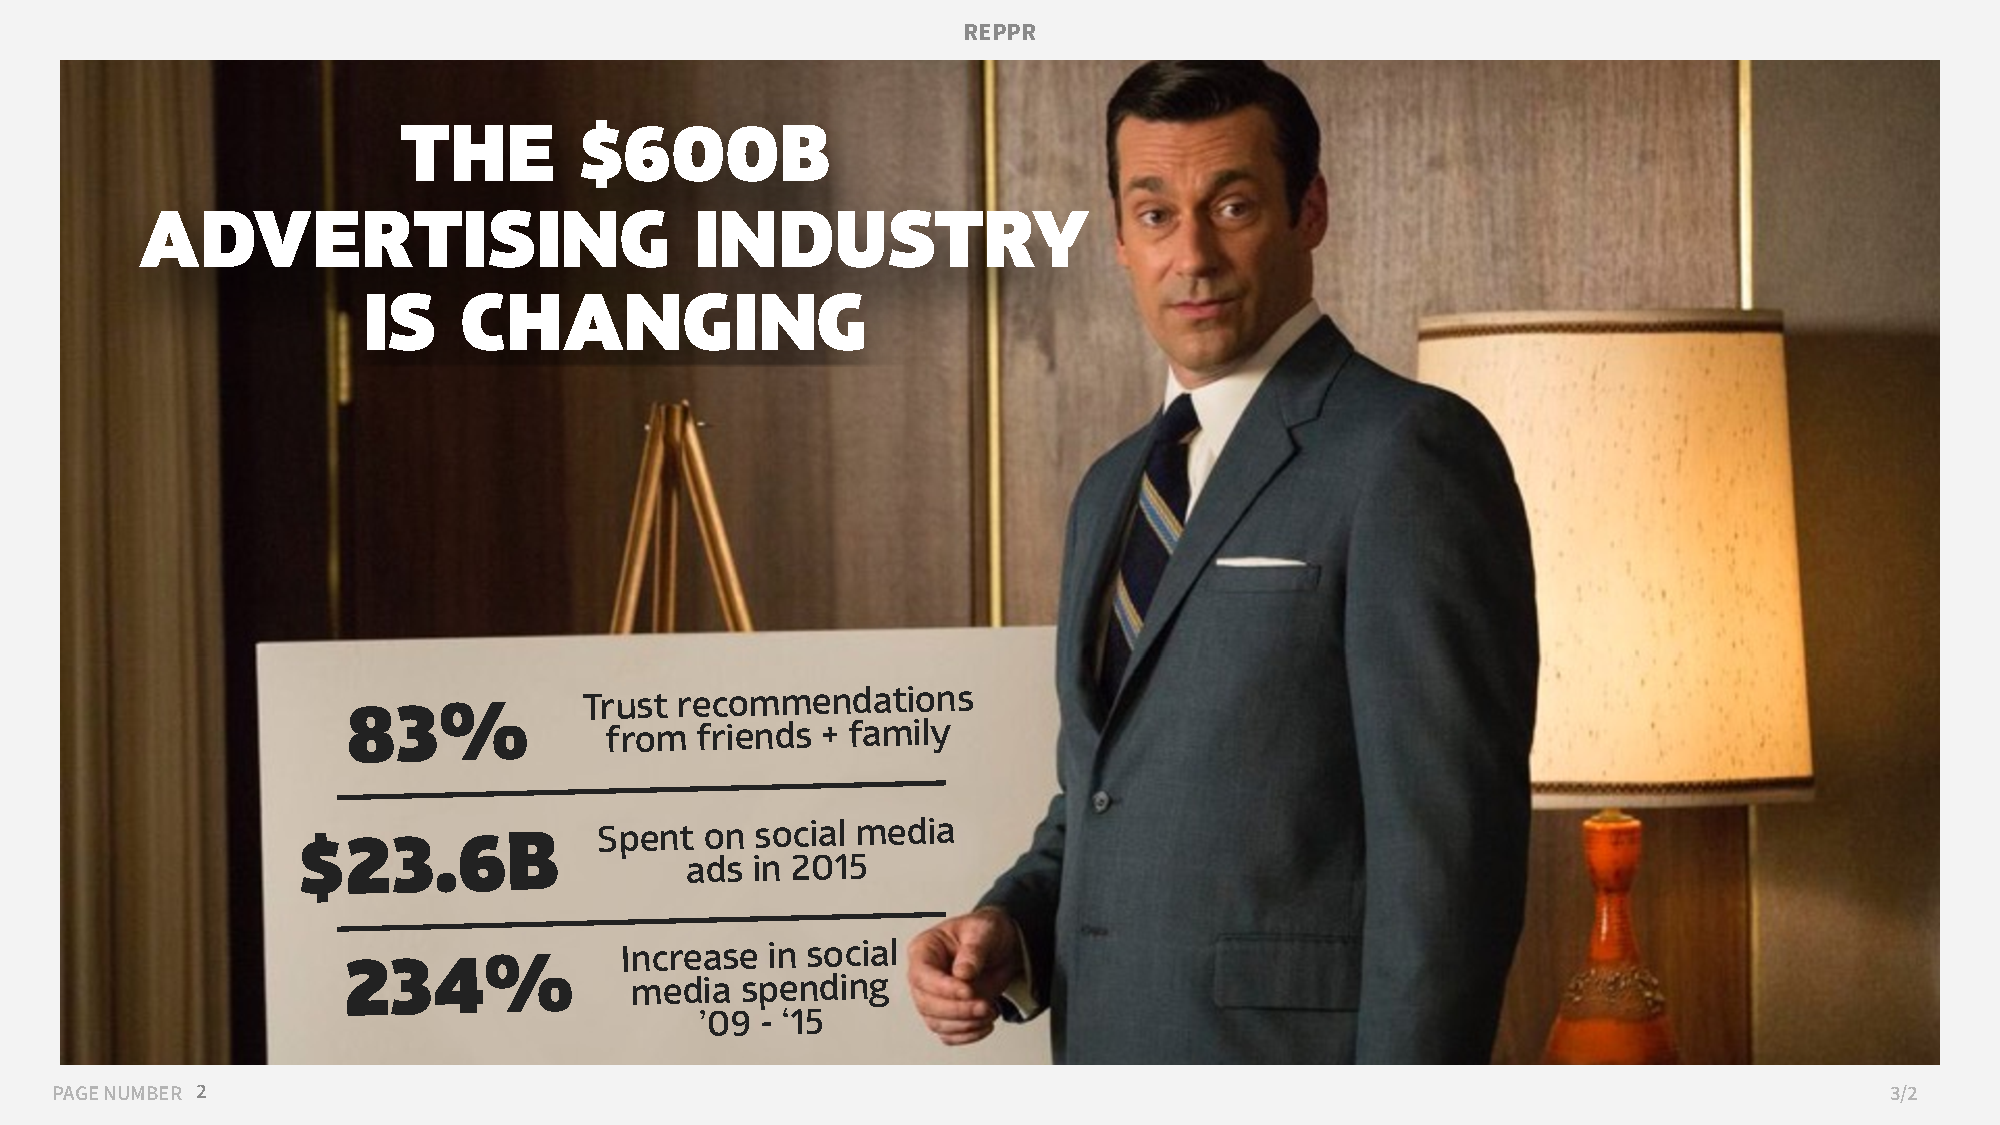 REPPR
THE $600B
ADVERTISING INDUSTRY
IS CHANGING
83%
Trust recommendations
from friends + family
$23.6B
Spent on social media
ads in 2015
234%
Increase in social
media spending
’09 - ‘15
PAGE NUMBER 2
3/2